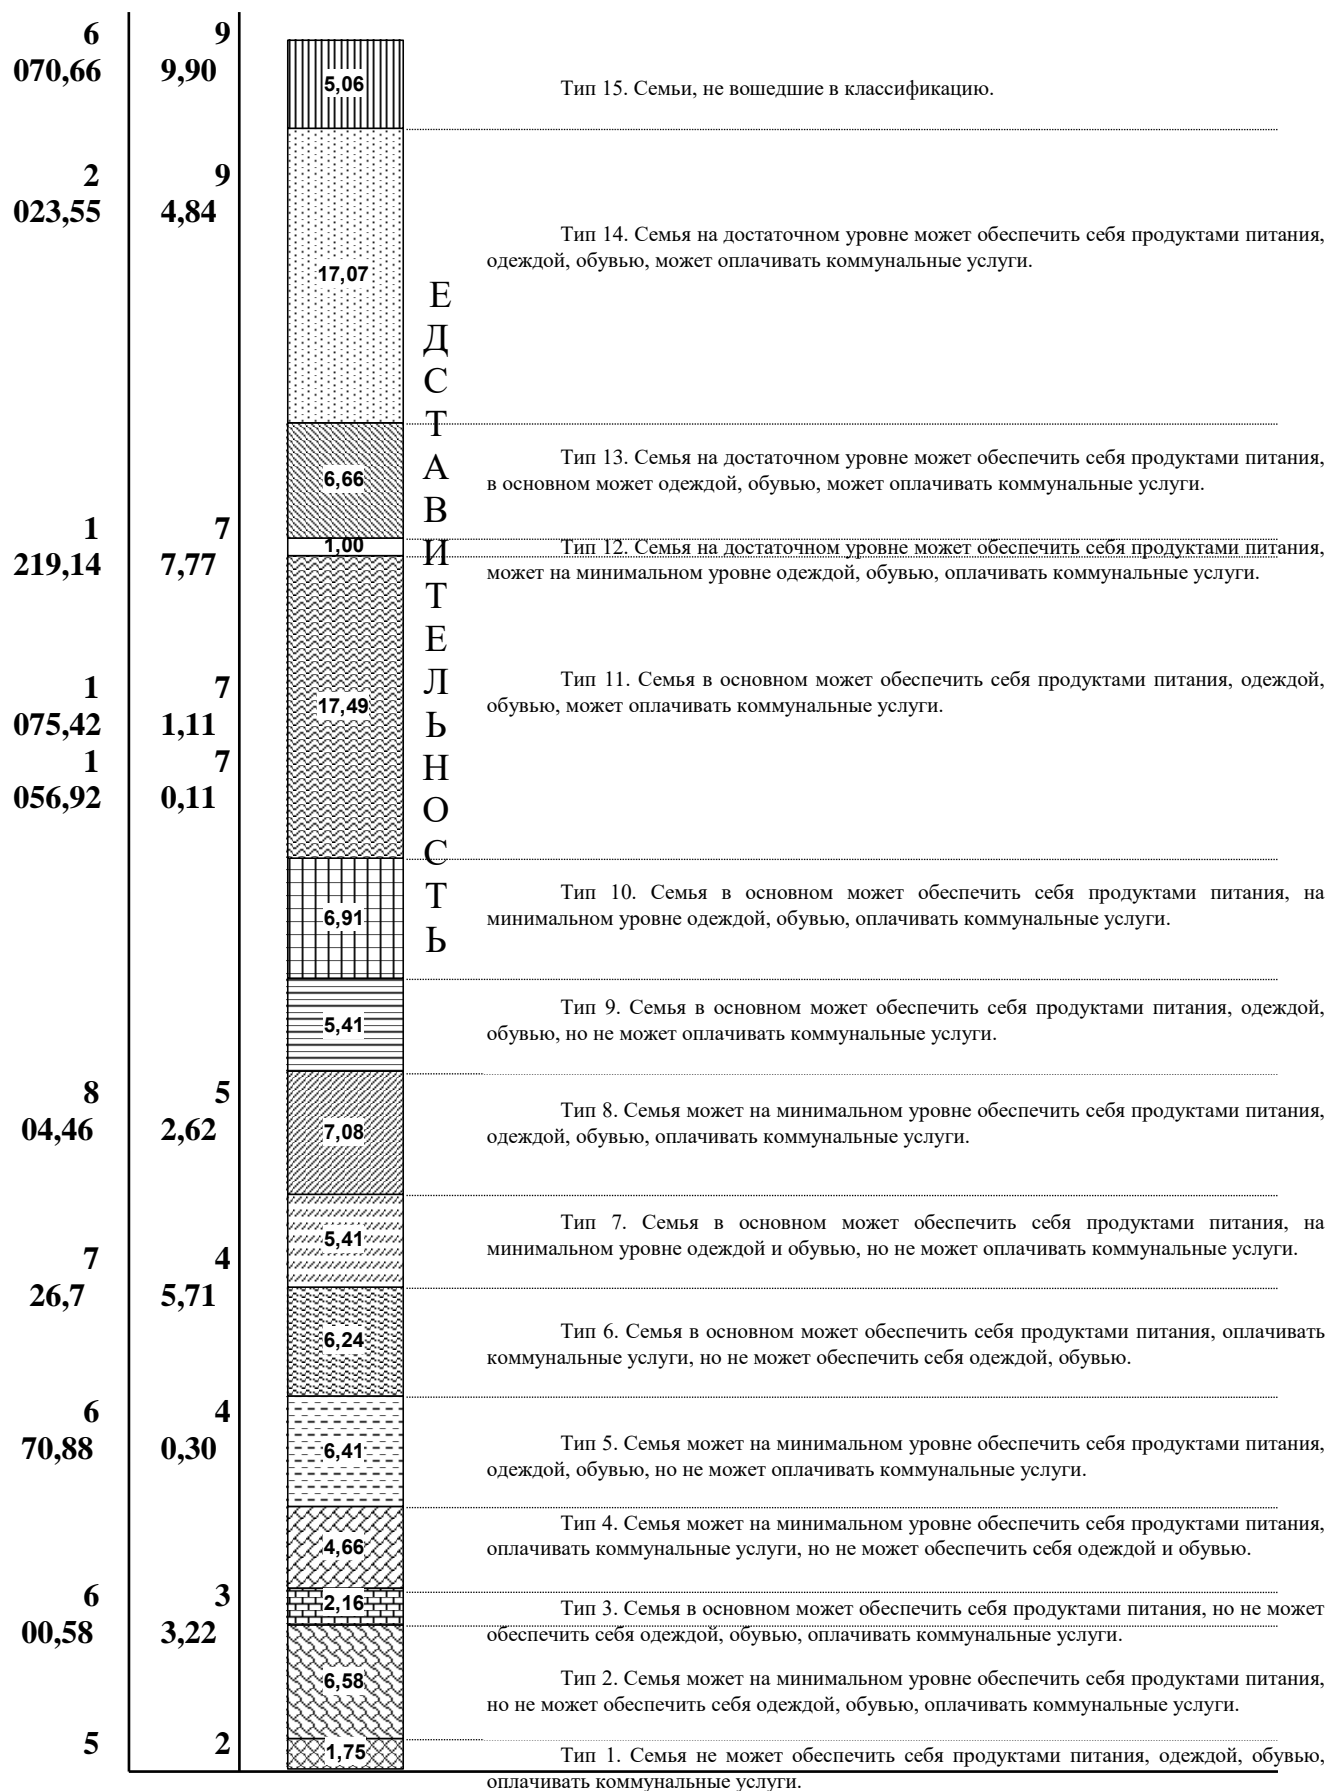 6 9
070,66 9,90
5,06
Тип 15. Семьи, не вошедшие в классификацию.
2 9
023,55 4,84
17,07
Тип 14. Семья на достаточном уровне может обеспечить себя продуктами питания,
одеждой, обувью, может оплачивать коммунальные услуги.
Е
Д
С
Т
А
В
И
Т
Е
Л
Ь
Н
О
С
Т
Ь
6,66
Тип 13. Семья на достаточном уровне может обеспечить себя продуктами питания,
в основном может одеждой, обувью, может оплачивать коммунальные услуги.
1 7
219,14 7,77
1,00
Тип 12. Семья на достаточном уровне может обеспечить себя продуктами питания,
может на минимальном уровне одеждой, обувью, оплачивать коммунальные услуги.
1 7
075,42 1,11
17,49
Тип 11. Семья в основном может обеспечить себя продуктами питания, одеждой,
обувью, может оплачивать коммунальные услуги.
1 7
056,92 0,11
6,91
Тип 10. Семья в основном может обеспечить себя продуктами питания, на
минимальном уровне одеждой, обувью, оплачивать коммунальные услуги.
5,41
Тип 9. Семья в основном может обеспечить себя продуктами питания, одеждой,
обувью, но не может оплачивать коммунальные услуги.
8 5
04,46 2,62
7,08
Тип 8. Семья может на минимальном уровне обеспечить себя продуктами питания,
одеждой, обувью, оплачивать коммунальные услуги.
5,41
Тип 7. Семья в основном может обеспечить себя продуктами питания, на
минимальном уровне одеждой и обувью, но не может оплачивать коммунальные услуги.
7 4
26,7 5,71
6,24
Тип 6. Семья в основном может обеспечить себя продуктами питания, оплачивать
коммунальные услуги, но не может обеспечить себя одеждой, обувью.
6 4
70,88 0,30
6,41
Тип 5. Семья может на минимальном уровне обеспечить себя продуктами питания,
одеждой, обувью, но не может оплачивать коммунальные услуги.
4,66
Тип 4. Семья может на минимальном уровне обеспечить себя продуктами питания,
оплачивать коммунальные услуги, но не может обеспечить себя одеждой и обувью.
6 3
00,58 3,22
2,16
Тип 3. Семья в основном может обеспечить себя продуктами питания, но не может
обеспечить себя одеждой, обувью, оплачивать коммунальные услуги.
6,58
Тип 2. Семья может на минимальном уровне обеспечить себя продуктами питания,
но не может обеспечить себя одеждой, обувью, оплачивать коммунальные услуги.
5 2
1,75
Тип 1. Семья не может обеспечить себя продуктами питания, одеждой, обувью,
оплачивать коммунальные услуги.